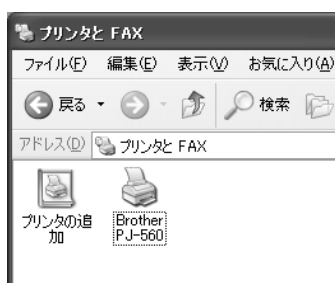 プリンタと FAX
ファイル(F) 編集(E) 表示(V) お気に入り(A)
戻る 検索
アドレス(D) プリンタと FAX
プリンタの追
加
Brother
PJ-560